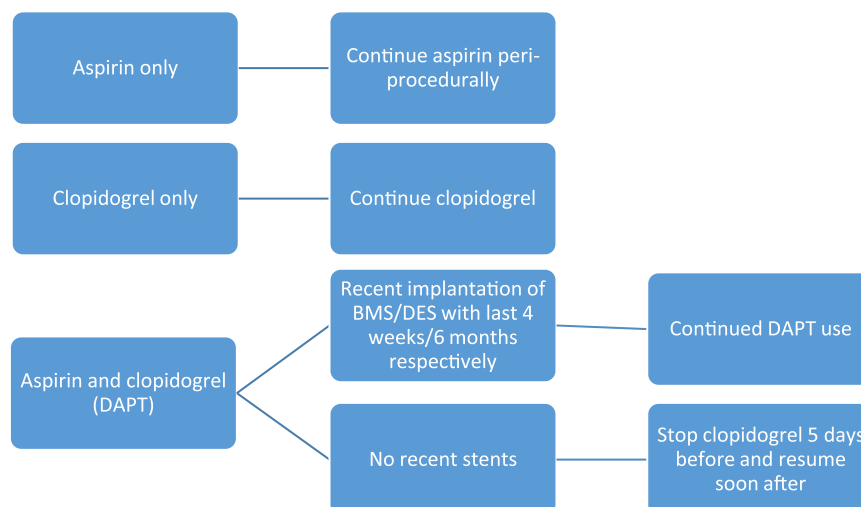 Aspirin only
Continue aspirin peri-
procedurally
Clopidogrel only
Continue clopidogrel
Aspirin and clopidogrel
(DAPT)
Recent implantation of
BMS/DES with last 4
weeks/6 months
respectively
Continued DAPT use
No recent stents
Stop clopidogrel 5 days
before and resume
soon after